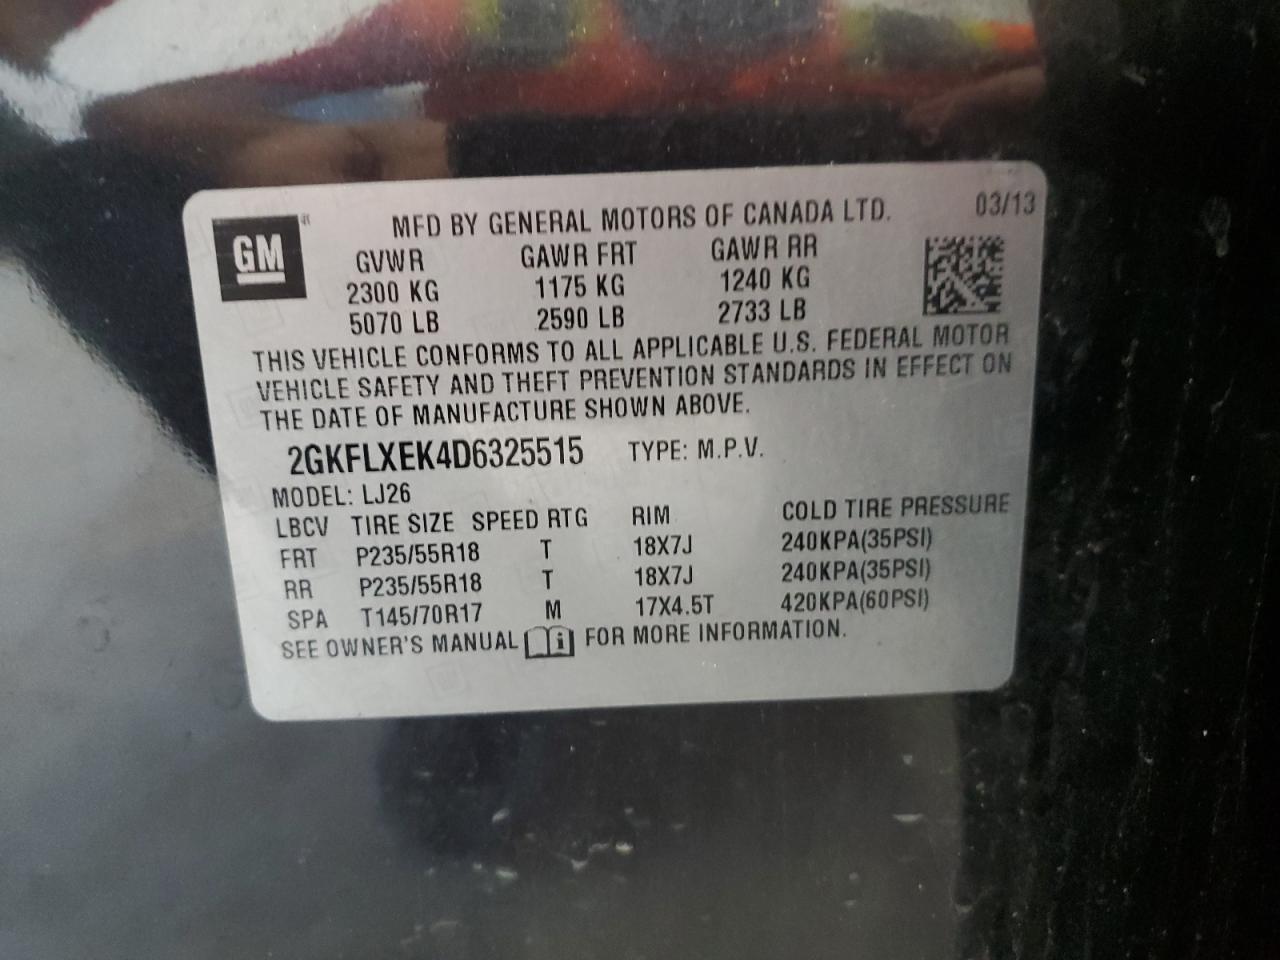 GM
MFD BY GENERAL MOTORS OF CANADA LTD. 03/13
GVWR GAWR FRT GAWR RR
2300 KG 1175 KG 1240 KG
5070 LB 2590 LB 2733 LB
THIS VEHICLE CONFORMS TO ALL APPLICABLE U.S. FEDERAL MOTOR
VEHICLE SAFETY AND THEFT PREVENTION STANDARDS IN EFFECT ON
THE DATE OF MANUFACTURE SHOWN ABOVE.
2GKFLXEK4D6325515 TYPE: M.P.V.
MODEL: LJ26
LBCV TIRE SIZE SPEED RTG RIM COLD TIRE PRESSURE
FRT P235/55R18 T 18X7J 240KPA(35PSI)
RR P235/55R18 T 18X7J 240KPA(35PSI)
SPA T145/70R17 M 17X4.5T 420KPA(60PSI)
SEE OWNER'S MANUAL i FOR MORE INFORMATION.